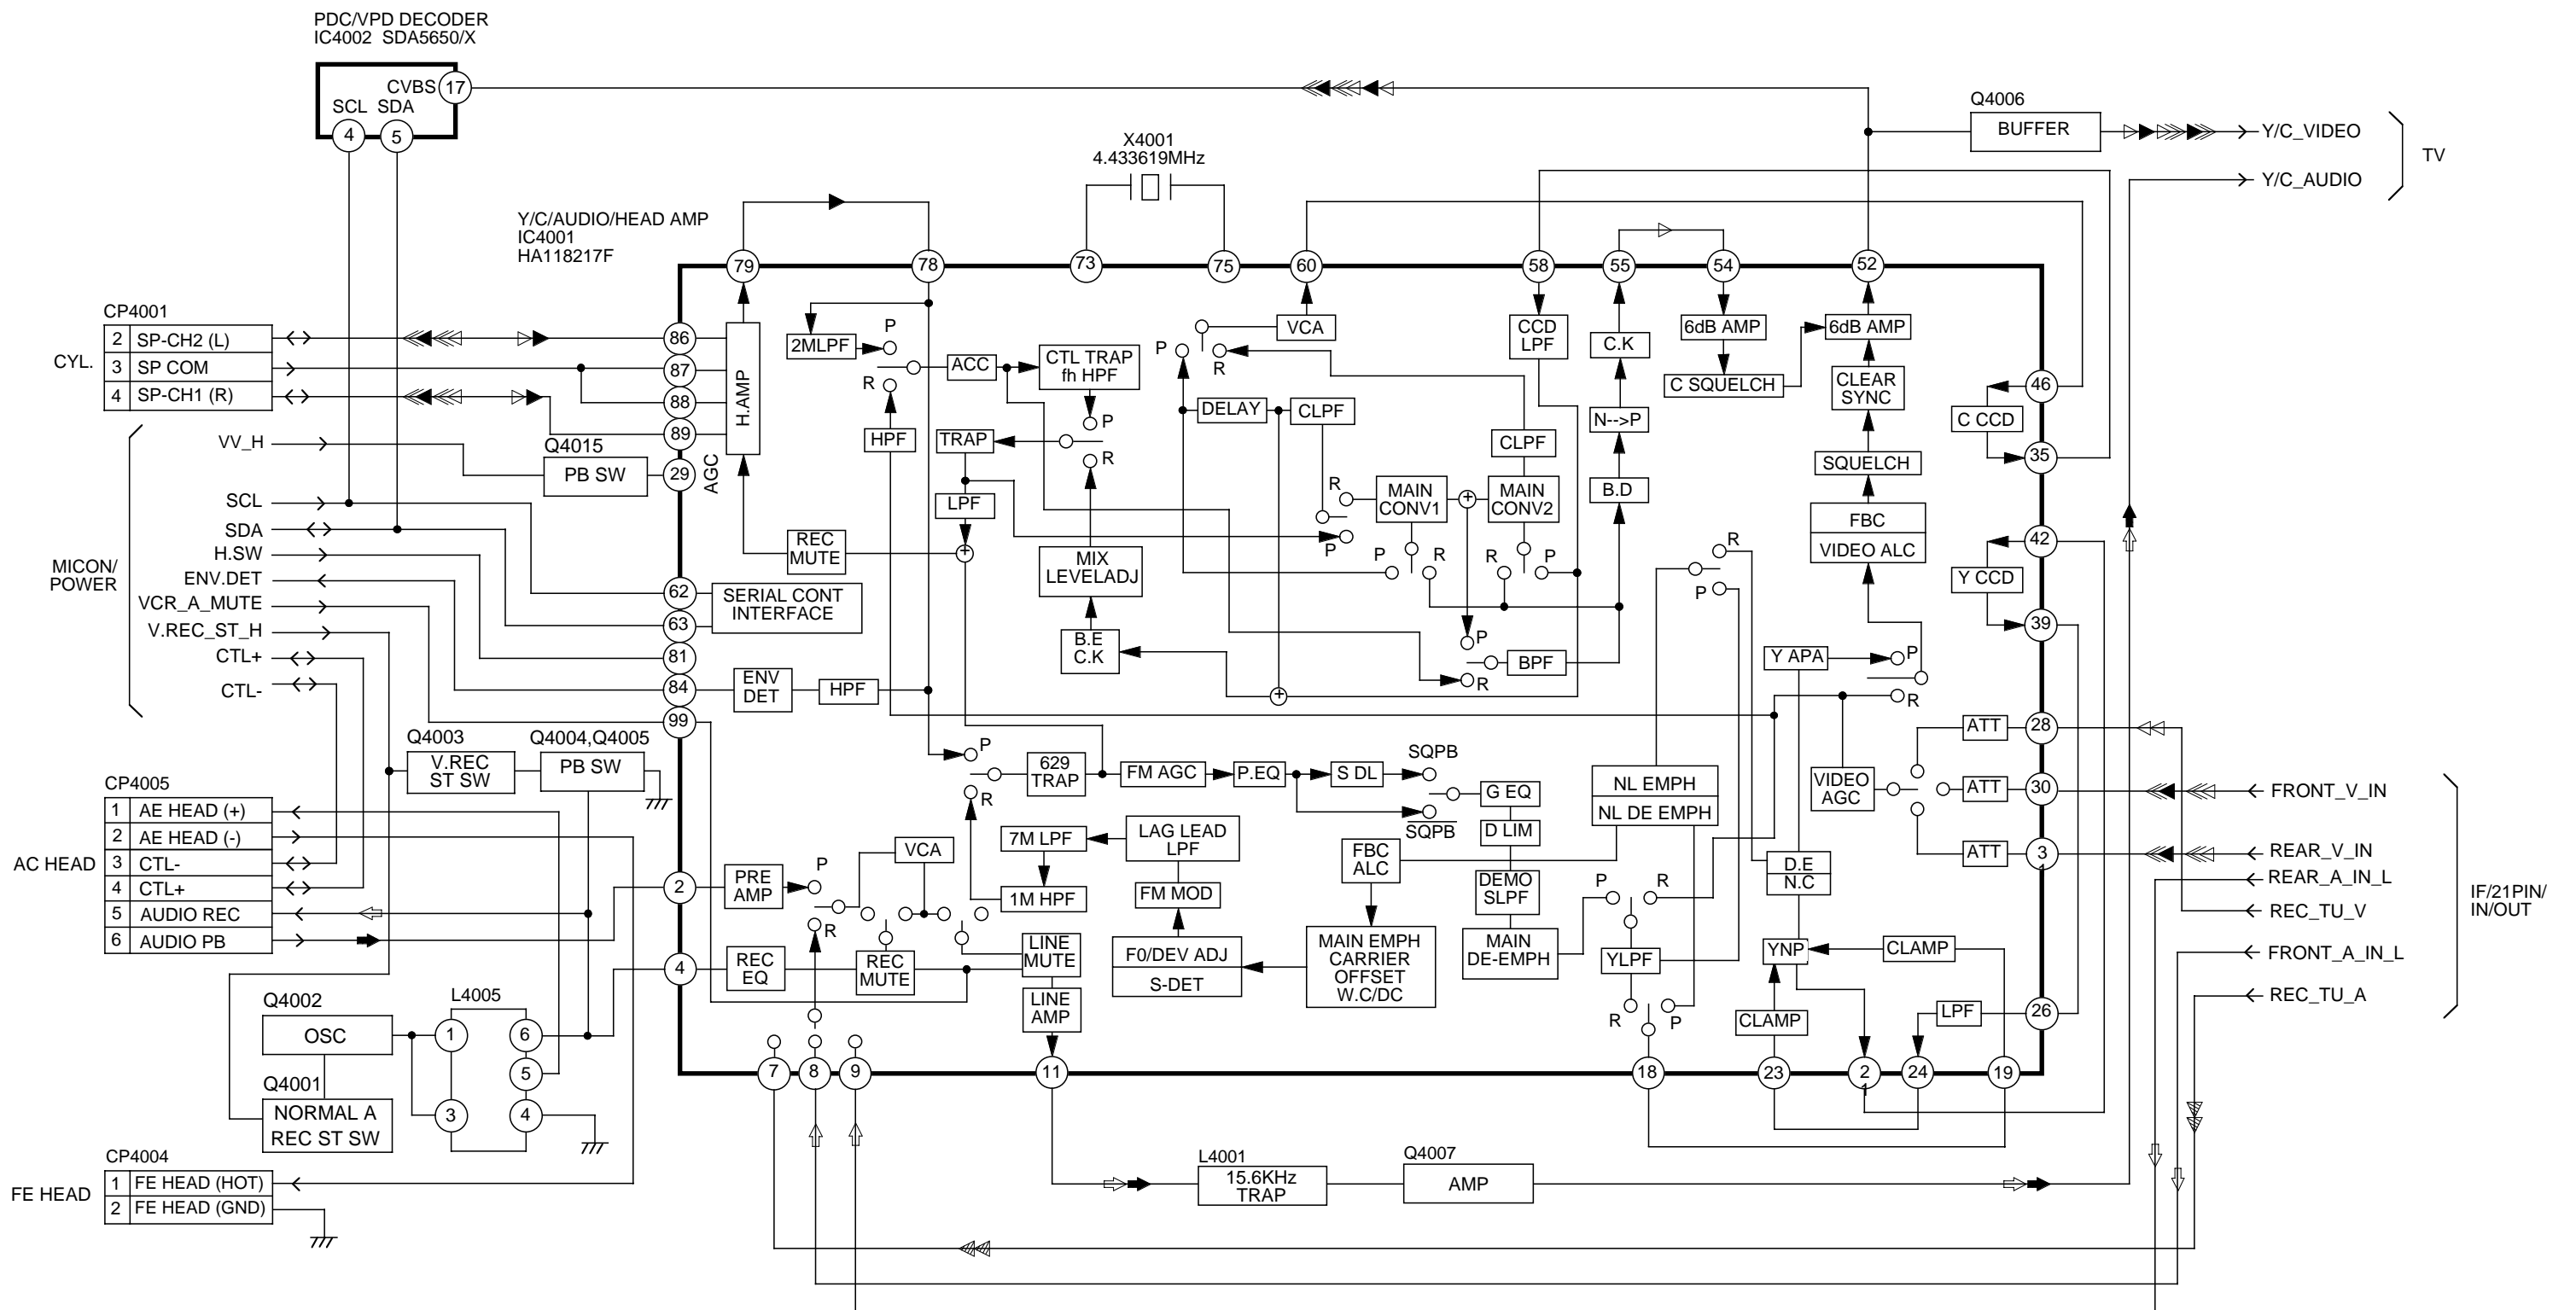 PDC/VPD DECODER
IC4002 SDA5650/X
CVBS 17
SCL SDA
4 5
Q4006
BUFFER
Y/C_VIDEO
TV
Y/C_AUDIO
X4001
4.433619MHz
Y/C/AUDIO/HEAD AMP
IC4001
HA118217F
79 78 73 75 60 58 55 54 52
CP4001
CYL.
2 SP-CH2 (L)
3 SP COM
4 SP-CH1 (R)
86
87
88
89
29
AGC
H.AMP
2MLPF
P
R
HPF
ACC
CTL TRAP
fh HPF
P
R
TRAP
LPF
+
REC
MUTE
MIX
LEVELADJ
B.E
C.K
VCA
P
R
DELAY
CLPF
CLPF
R
P
MAIN
CONV1
+
MAIN
CONV2
P R
R P
P
R
BPF
+
CCD
LPF
C.K
N-->P
B.D
6dB AMP
C SQUELCH
6dB AMP
CLEAR
SYNC
SQUELCH
FBC
VIDEO ALC
46
C CCD
35
42
Y CCD
39
MICON/
POWER
VV_H
Q4015
PB SW
SCL
SDA
H.SW
ENV.DET
VCR_A_MUTE
V.REC_ST_H
CTL+
CTL-
62
63
SERIAL CONT
INTERFACE
81
84
99
ENV
DET
HPF
Q4003
V.REC
ST SW
Q4004,Q4005
PB SW
CP4005
AC HEAD
1 AE HEAD (+)
2 AE HEAD (-)
3 CTL-
4 CTL+
5 AUDIO REC
6 AUDIO PB
2
4
PRE
AMP
P
R
VCA
REC
EQ
REC
MUTE
LINE
MUTE
LINE
AMP
P
R
629
TRAP
FM AGC
P.EQ
S DL
SQPB
SQPB
G EQ
D LIM
DEMO
SLPF
MAIN
DE-EMPH
7M LPF
LAG LEAD
LPF
1M HPF
FM MOD
F0/DEV ADJ
S-DET
FBC
ALC
MAIN EMPH
CARRIER
OFFSET
W.C/DC
NL EMPH
NL DE EMPH
R
P
P R
YLPF
R P
Y APA
P
R
VIDEO
AGC
ATT
ATT
ATT
28
30
3
1
D.E
N.C
YNP
CLAMP
CLAMP
LPF
26
FRONT_V_IN
REAR_V_IN
REAR_A_IN_L
REC_TU_V
FRONT_A_IN_L
REC_TU_A
IF/21PIN/
IN/OUT
Q4002
OSC
L4005
1 6
5
3 4
Q4001
NORMAL A
REC ST SW
7 8 9 11 18 23 2 24 19
1
CP4004
FE HEAD
1 FE HEAD (HOT)
2 FE HEAD (GND)
L4001
15.6KHz
TRAP
Q4007
AMP